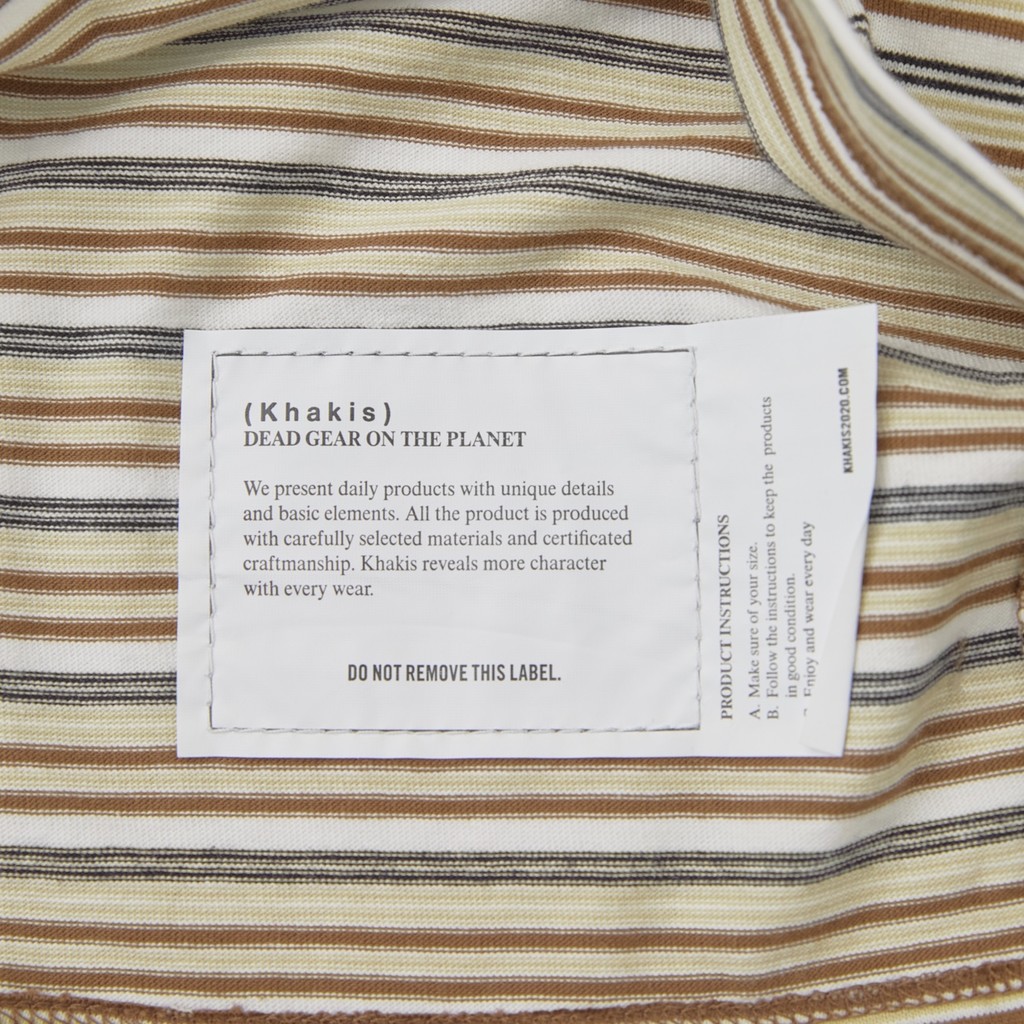 (Khakis)
DEAD GEAR ON THE PLANET
We present daily products with unique details
and basic elements. All the product is produced
with carefully selected materials and certificated
craftmanship. Khakis reveals more character
with every wear.
DO NOT REMOVE THIS LABEL.
PRODUCT INSTRUCTIONS
A. Make sure of your size.
B. Follow the instructions to keep the products
in good condition.
Enjoy and wear every day
KHAKIS2020.COM